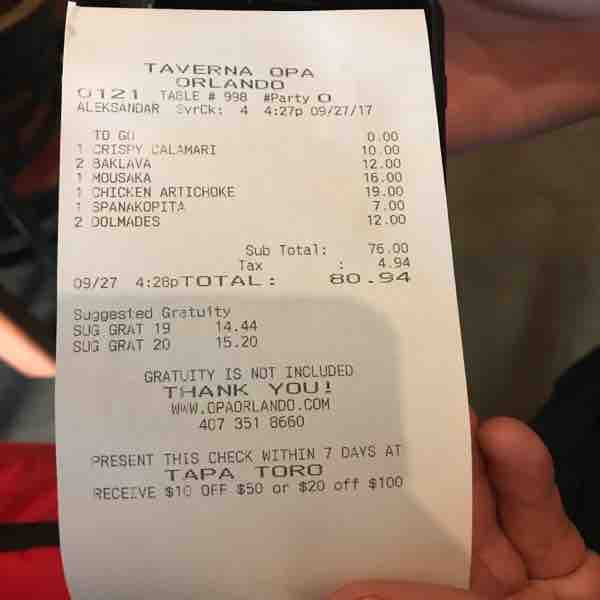 TAVERNA OPA
ORLANDO
0121 TABLE # 998 #Party 0
ALEKSANDAR SvrCk: 4 4:27p 09/27/17
TO GO 0.00
1 CRISPY CALAMARI 10.00
2 BAKLAVA 12.00
1 MOUSAKA 16.00
1 CHICKEN ARTICHOKE 19.00
1 SPANAKOPITA 7.00
2 DOLMADES 12.00
Sub Total: 76.00
Tax : 4.94
09/27 4:28p TOTAL: 80.94
Suggested Gratuity
SUG GRAT 19 14.44
SUG GRAT 20 15.20
GRATUITY IS NOT INCLUDED
THANK YOU!
WWW.OPAORLANDO.COM
407 351 8660
PRESENT THIS CHECK WITHIN 7 DAYS AT
TAPA TORO
RECEIVE $10 OFF $50 or $20 off $100